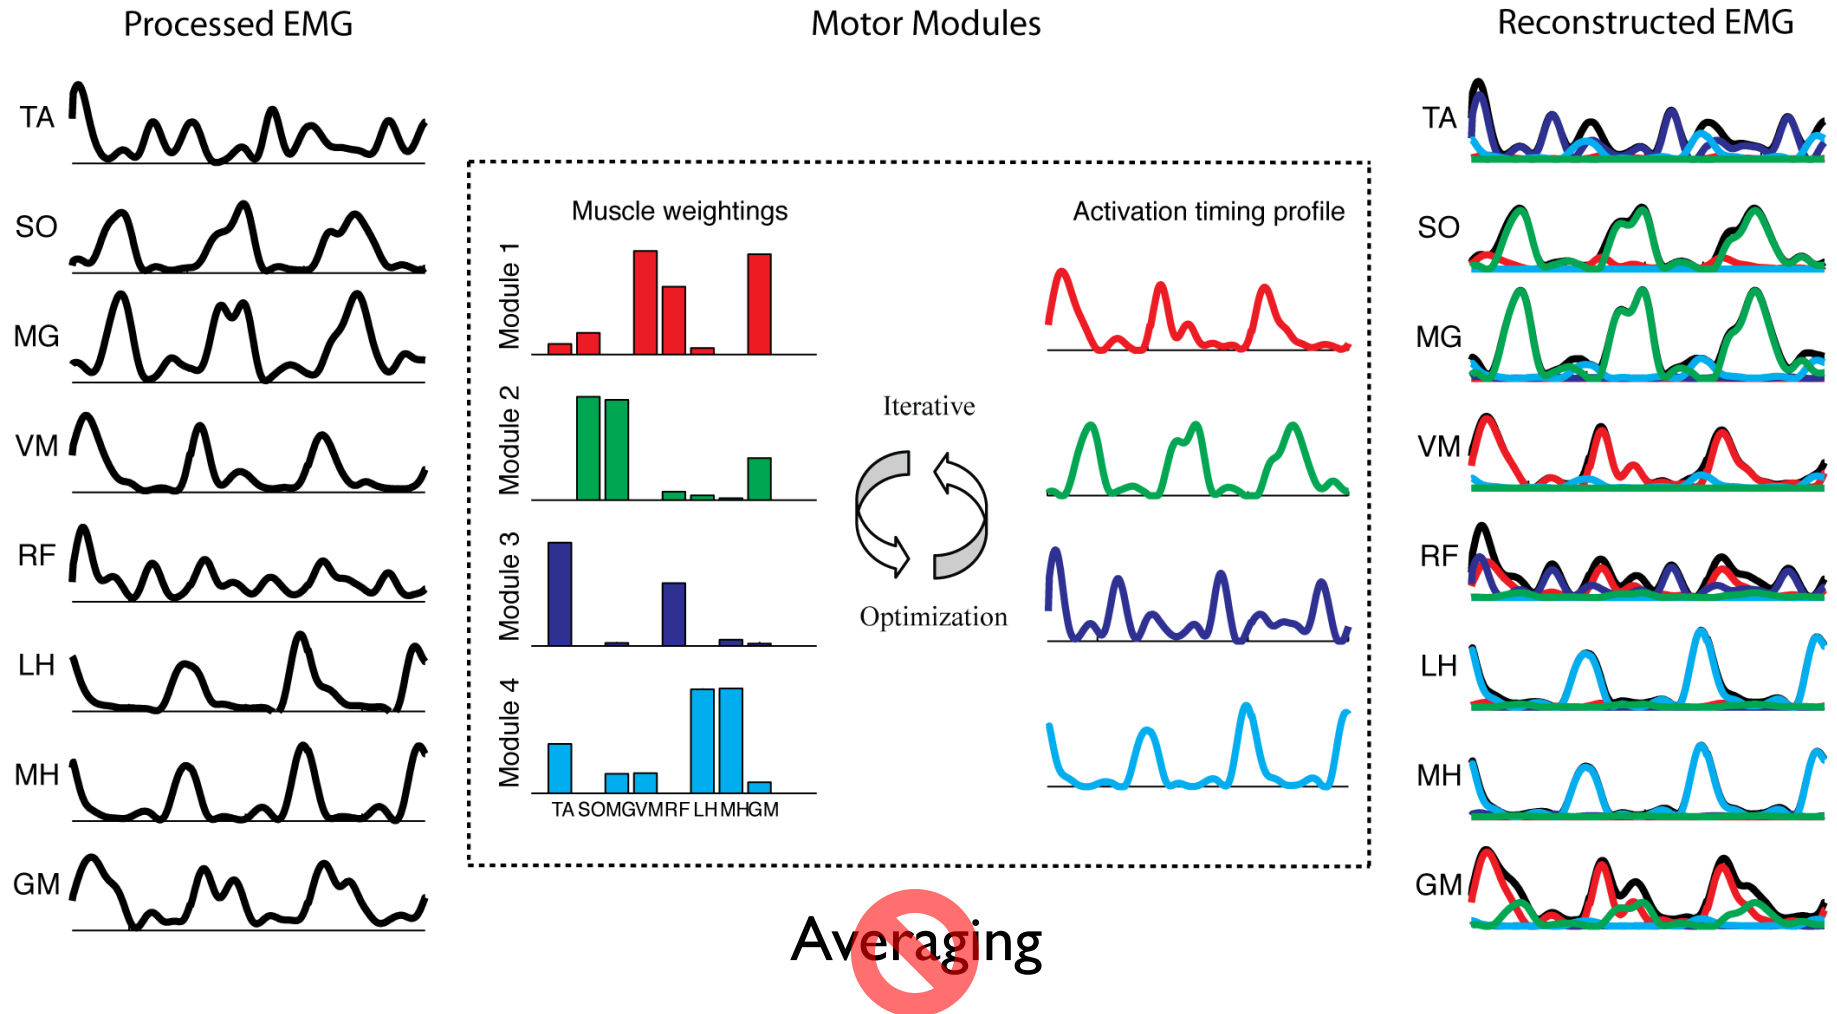 Processed EMG
Motor Modules
Reconstructed EMG
TA
SO
MG
VM
RF
LH
MH
GM
Muscle weightings
Activation timing profile
Module 1
Module 2
Module 3
Module 4
TA SO MG VM RF LH MH GM
Iterative
Optimization
TA
SO
MG
VM
RF
LH
MH
GM
Averaging